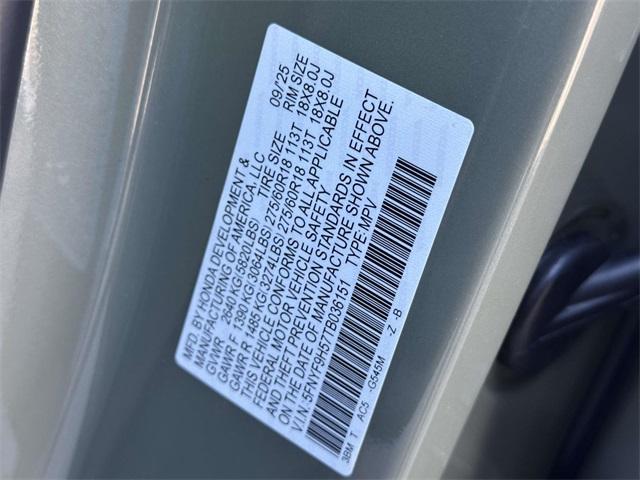 MFD. BY HONDA DEVELOPMENT &
MANUFACTURING OF AMERICA, LLC 09/'25
GVWR 2640 KG(5820LBS) TIRE SIZE RIM SIZE
GAWR F 1390 KG(3064LBS) 275/60R18 113T 18X8.0J
GAWR R 1485 KG(3274LBS) 275/60R18 113T 18X8.0J
THIS VEHICLE CONFORMS TO ALL APPLICABLE
FEDERAL MOTOR VEHICLE SAFETY
AND THEFT PREVENTION STANDARDS IN EFFECT
ON THE DATE OF MANUFACTURE SHOWN ABOVE.
V.I.N. :5FNYF9H57TB039151 TYPE:MPV
3BM T AC5 -G545M -Z -B